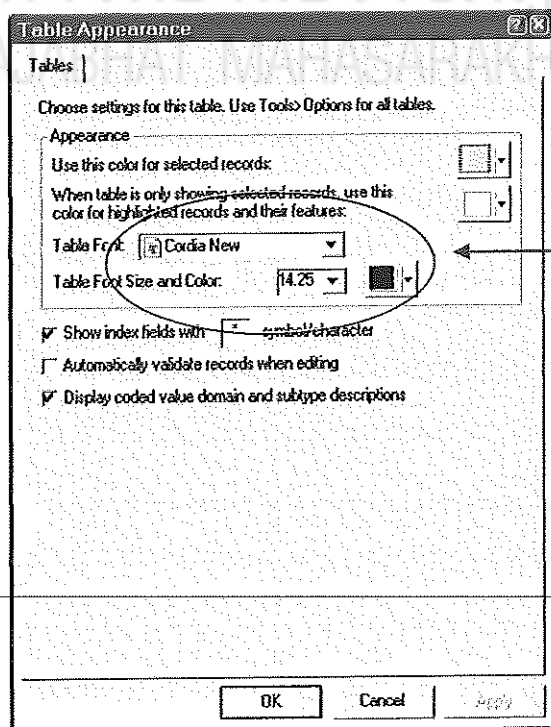 RAJABHAT MAHASARAKH
Table Appearance
Tables
Choose settings for this table. Use Tools> Options for all tables.
Appearance
Use this color for selected records:
When table is only showing selected records, use this
color for highlighted records and their features:
Table Font: Cordia New
Table Font Size and Color: 14.25
Show index fields with * symbol/character
Automatically validate records when editing
Display coded value domain and subtype descriptions
OK Cancel Apply